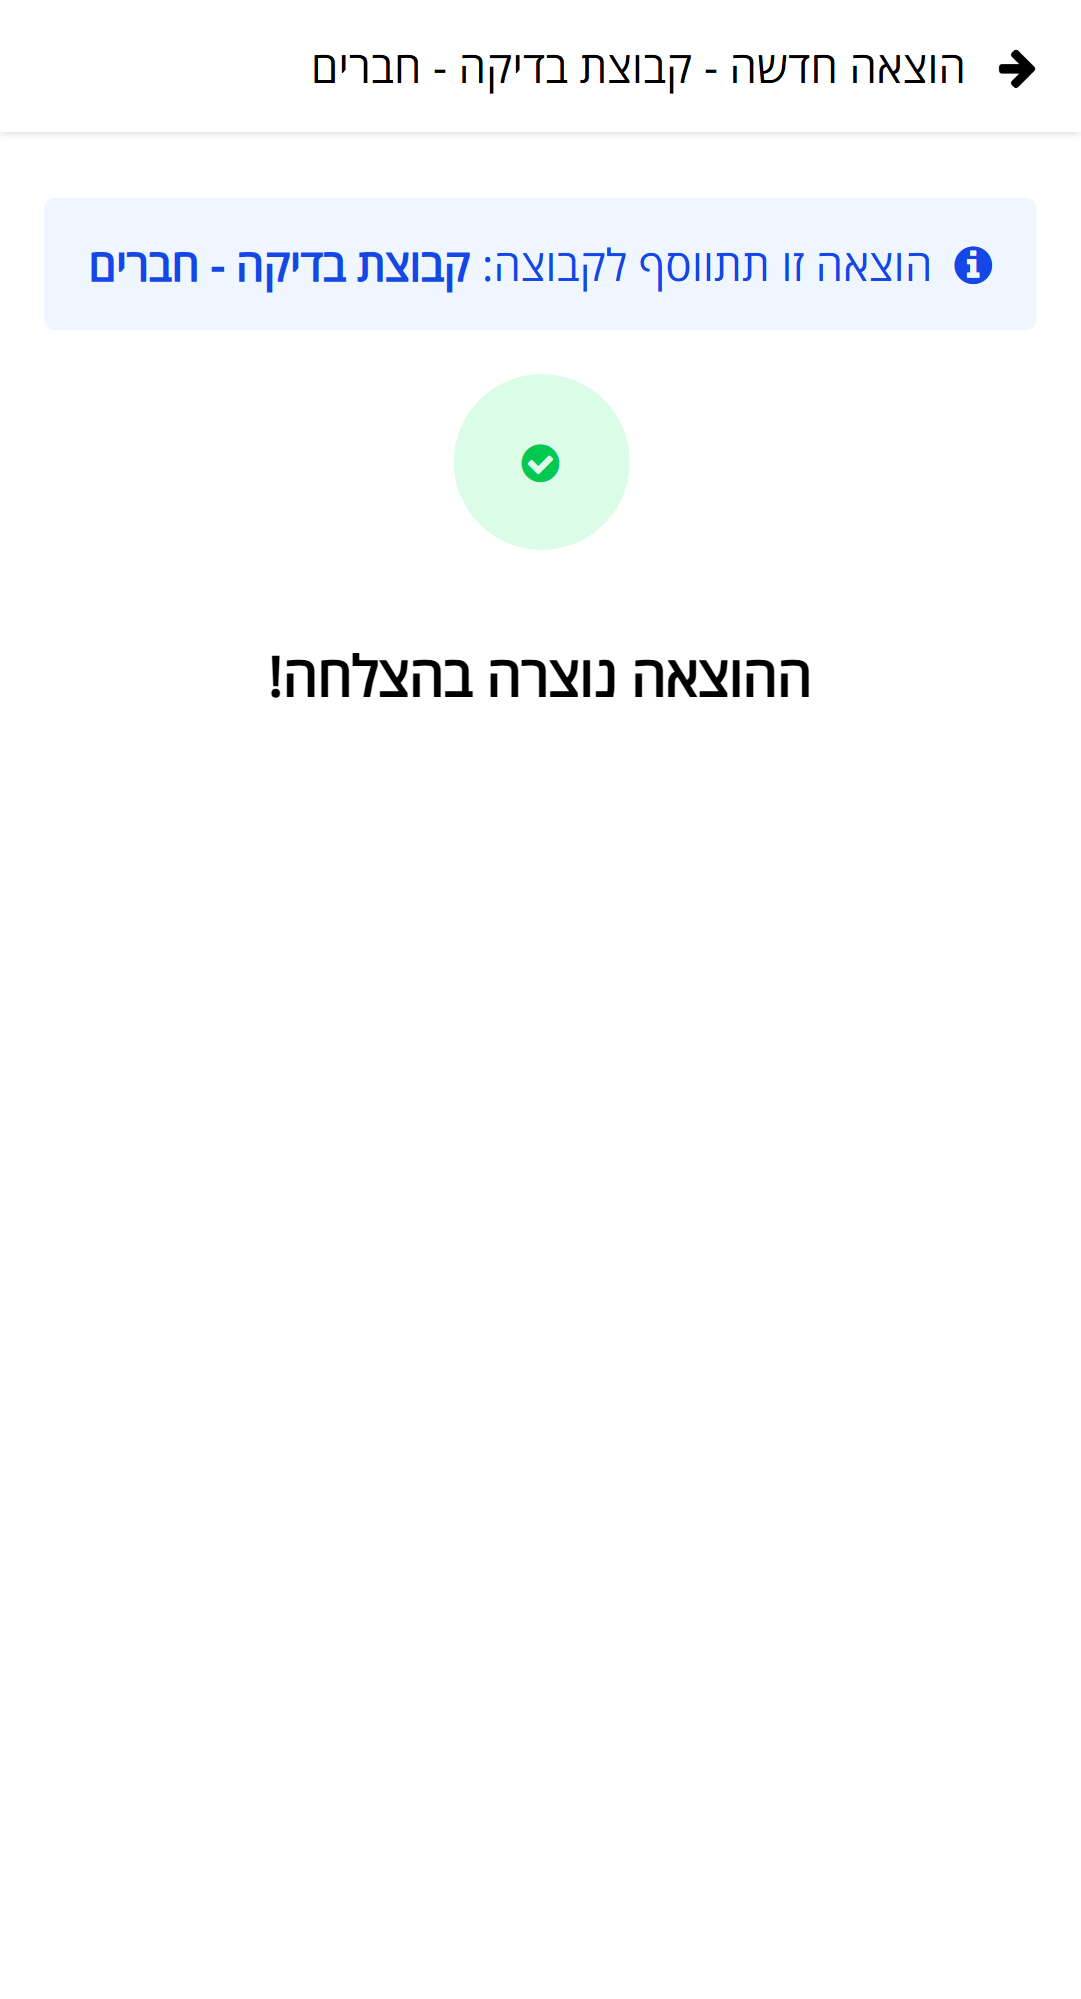 הוצאה חדשה - קבוצת בדיקה - חברים
הוצאה זו תתווסף לקבוצה: קבוצת בדיקה - חברים
ההוצאה נוצרה בהצלחה!